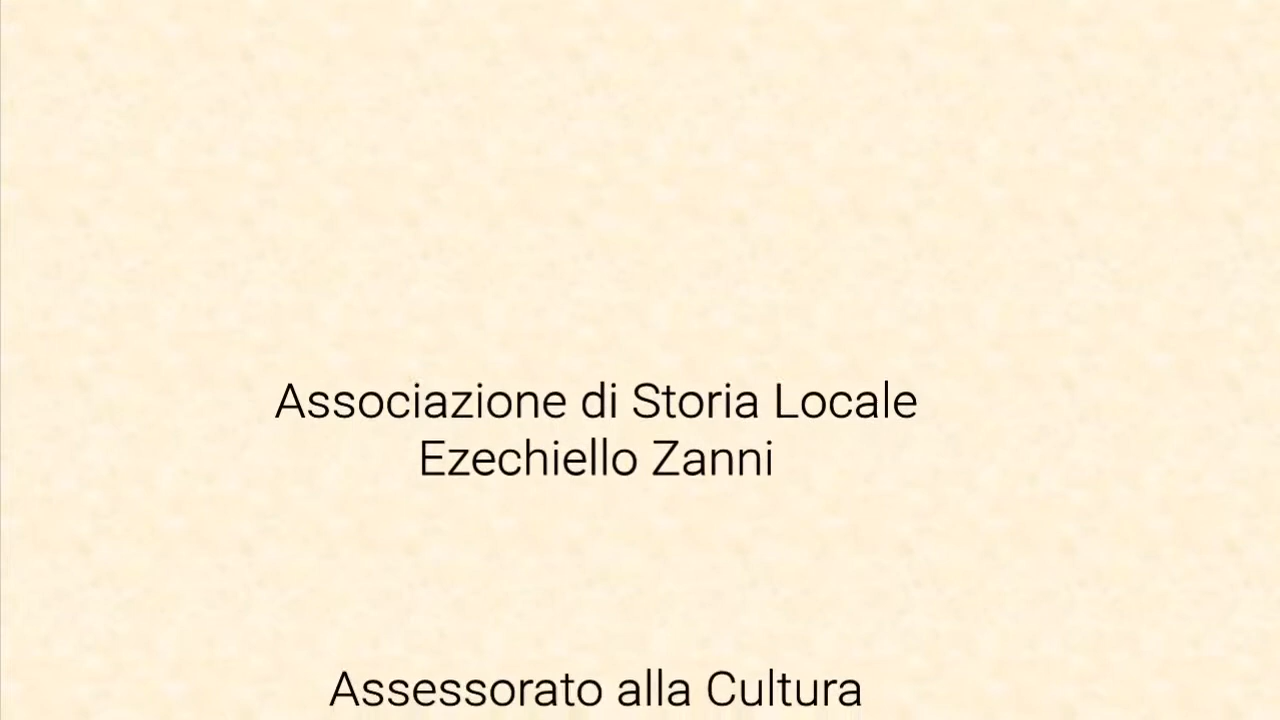 Associazione di Storia Locale
Ezechiello Zanni
Assessorato alla Cultura